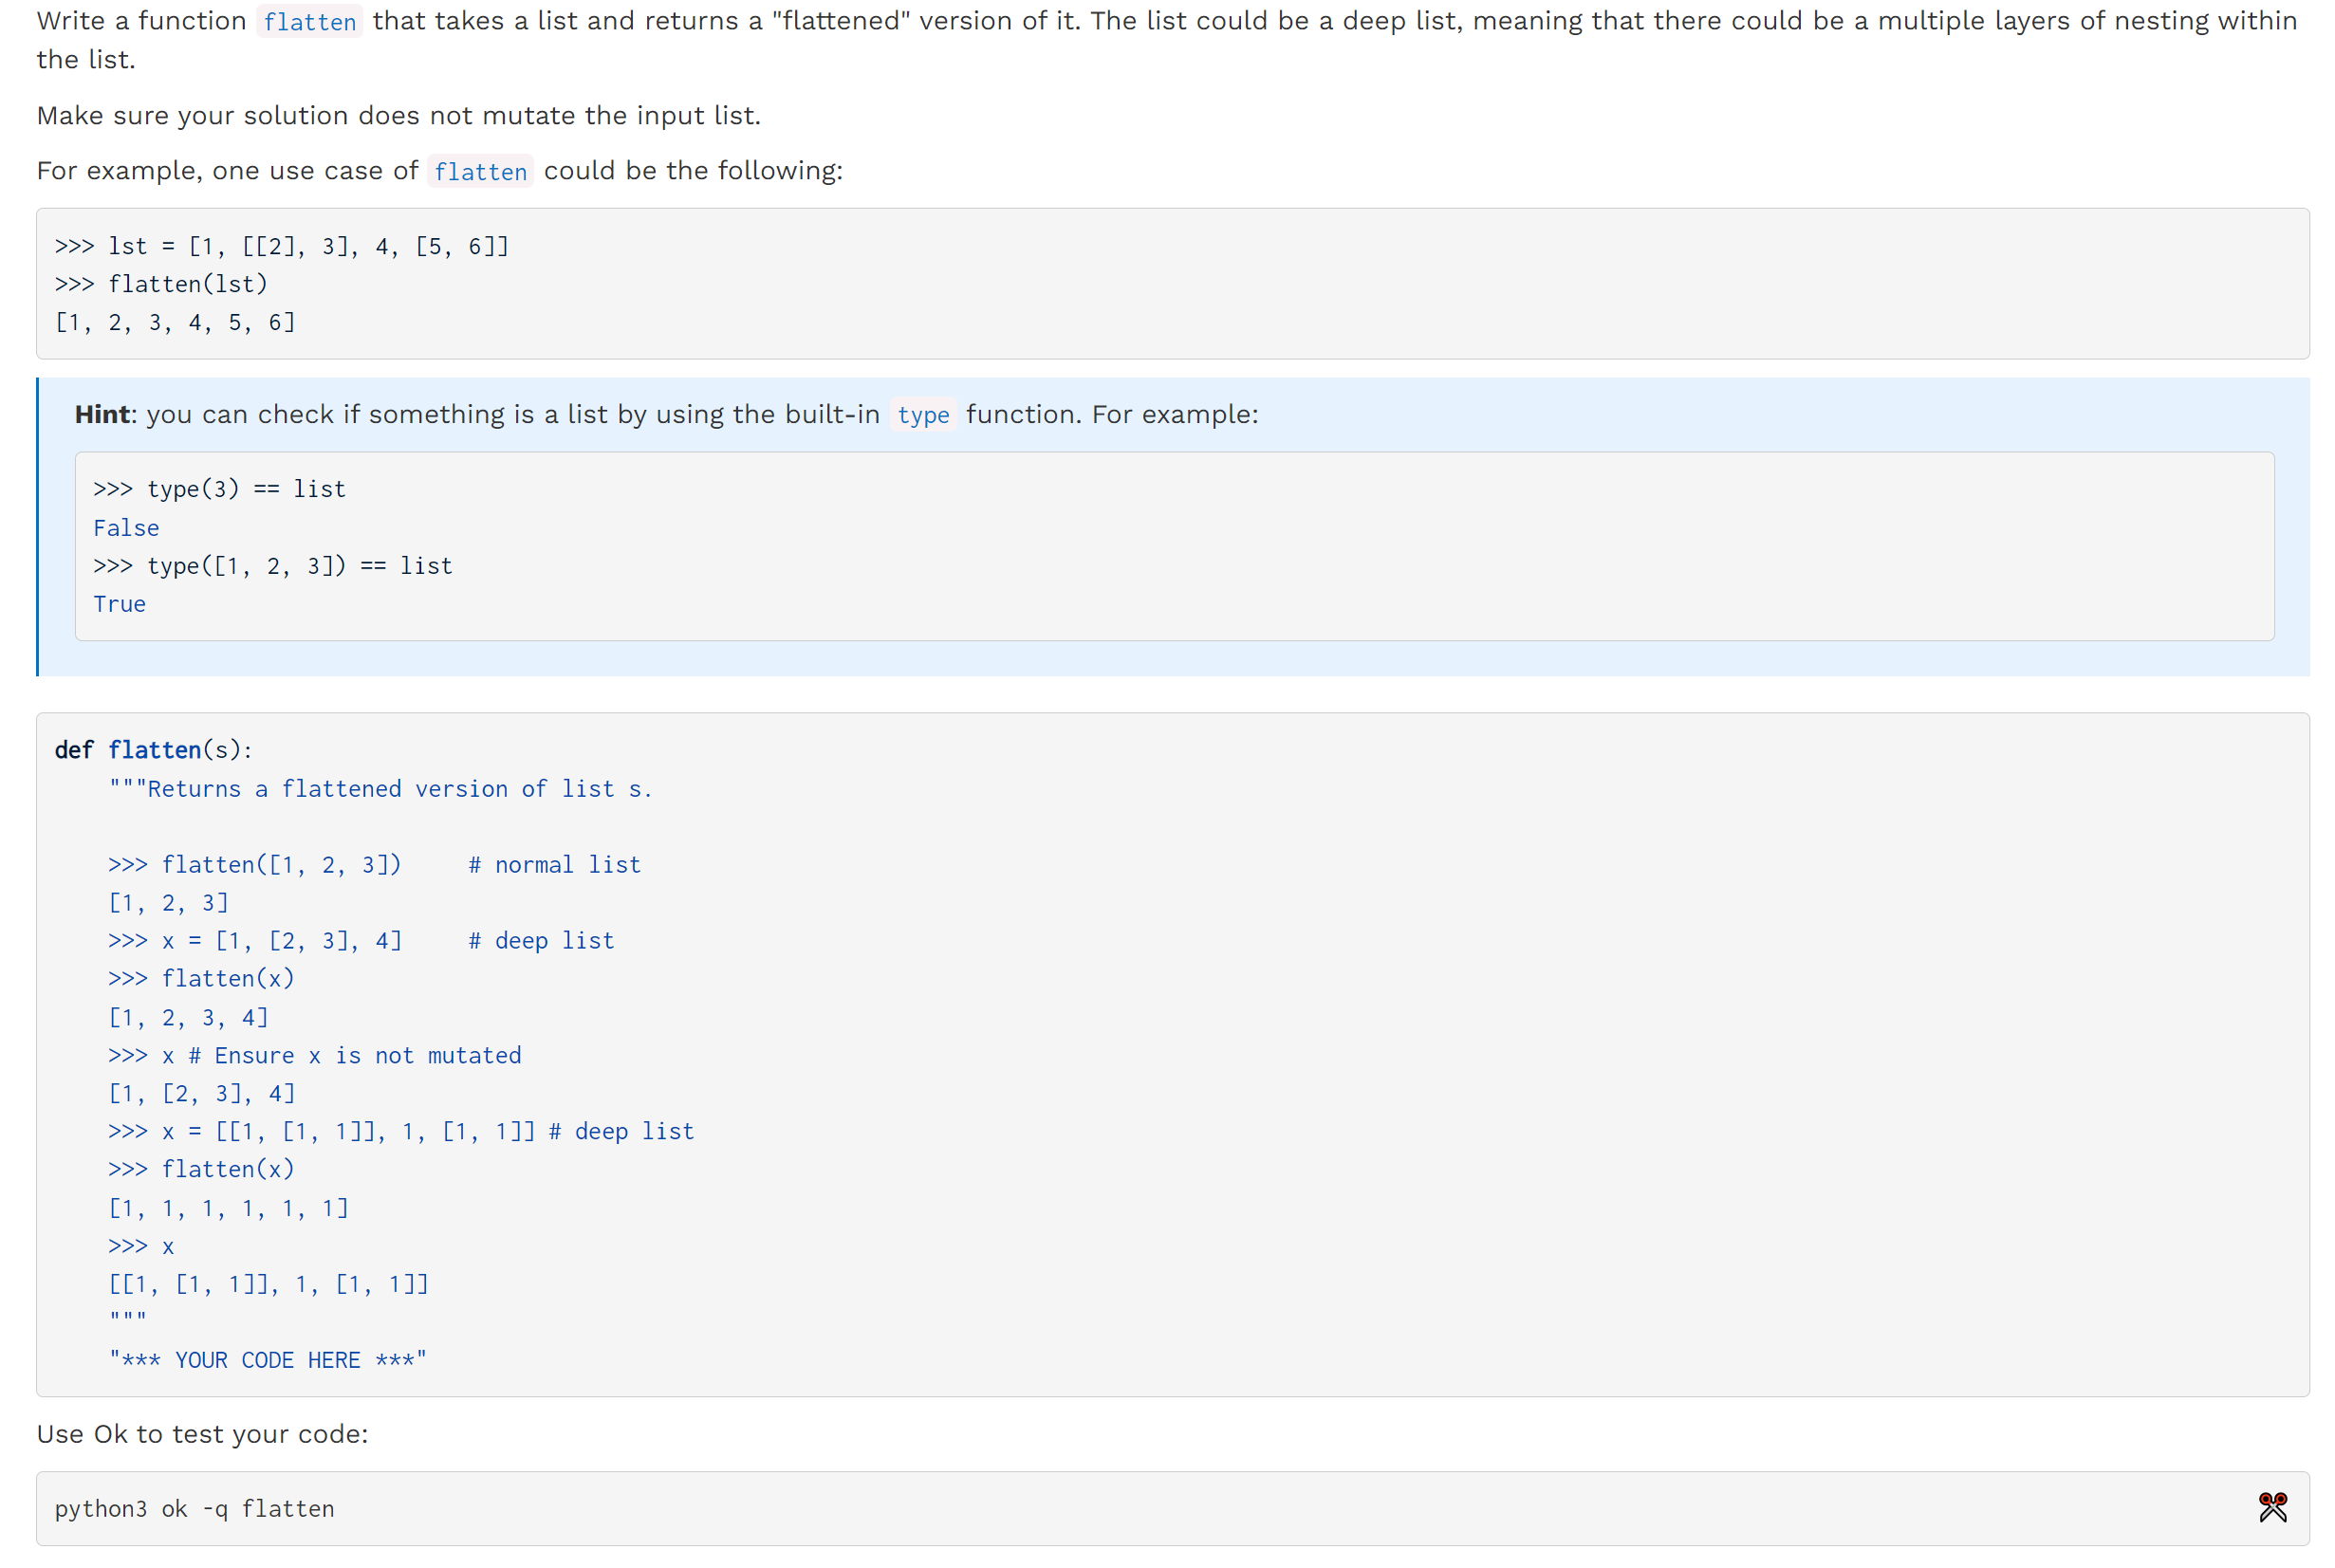 Write a function flatten that takes a list and returns a "flattened" version of it. The list could be a deep list, meaning that there could be a multiple layers of nesting within
the list.
Make sure your solution does not mutate the input list.
For example, one use case of flatten could be the following:
>>> lst = [1, [[2], 3], 4, [5, 6]]
>>> flatten(lst)
[1, 2, 3, 4, 5, 6]
Hint: you can check if something is a list by using the built-in type function. For example:
>>> type(3) == list
False
>>> type([1, 2, 3]) == list
True
def flatten(s):
    """Returns a flattened version of list s.
    >>> flatten([1, 2, 3])     # normal list
    [1, 2, 3]
    >>> x = [1, [2, 3], 4]     # deep list
    >>> flatten(x)
    [1, 2, 3, 4]
    >>> x # Ensure x is not mutated
    [1, [2, 3], 4]
    >>> x = [[1, [1, 1]], 1, [1, 1]] # deep list
    >>> flatten(x)
    [1, 1, 1, 1, 1, 1]
    >>> x
    [[1, [1, 1]], 1, [1, 1]]
    """
    "*** YOUR CODE HERE ***"
Use Ok to test your code:
python3 ok -q flatten